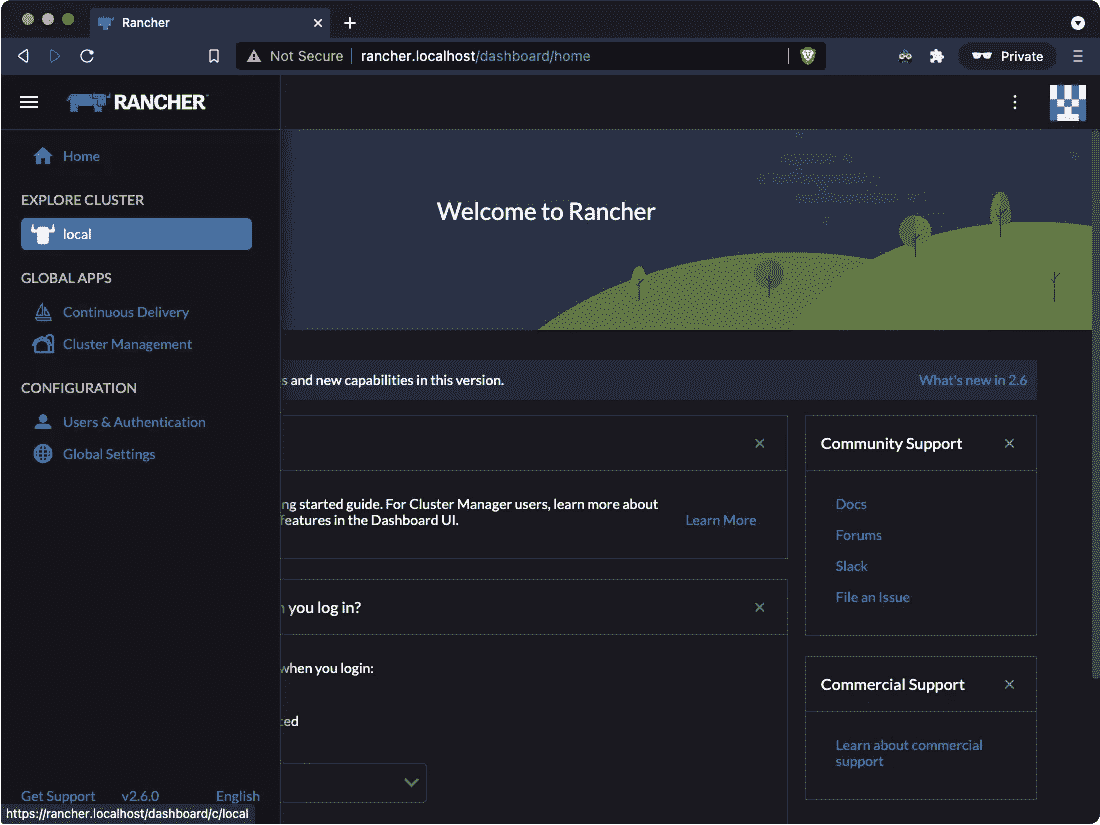 Rancher
Not Secure
rancher.localhost/dashboard/home
Private
RANCHER
Home
EXPLORE CLUSTER
local
GLOBAL APPS
Continuous Delivery
Cluster Management
CONFIGURATION
Users & Authentication
Global Settings
Get Support
v2.6.0
English
https://rancher.localhost/dashboard/c/local
Welcome to Rancher
s and new capabilities in this version.
What's new in 2.6
ng started guide. For Cluster Manager users, learn more about
features in the Dashboard UI.
Learn More
you log in?
when you login:
ted
Community Support
Docs
Forums
Slack
File an Issue
Commercial Support
Learn about commercial
support